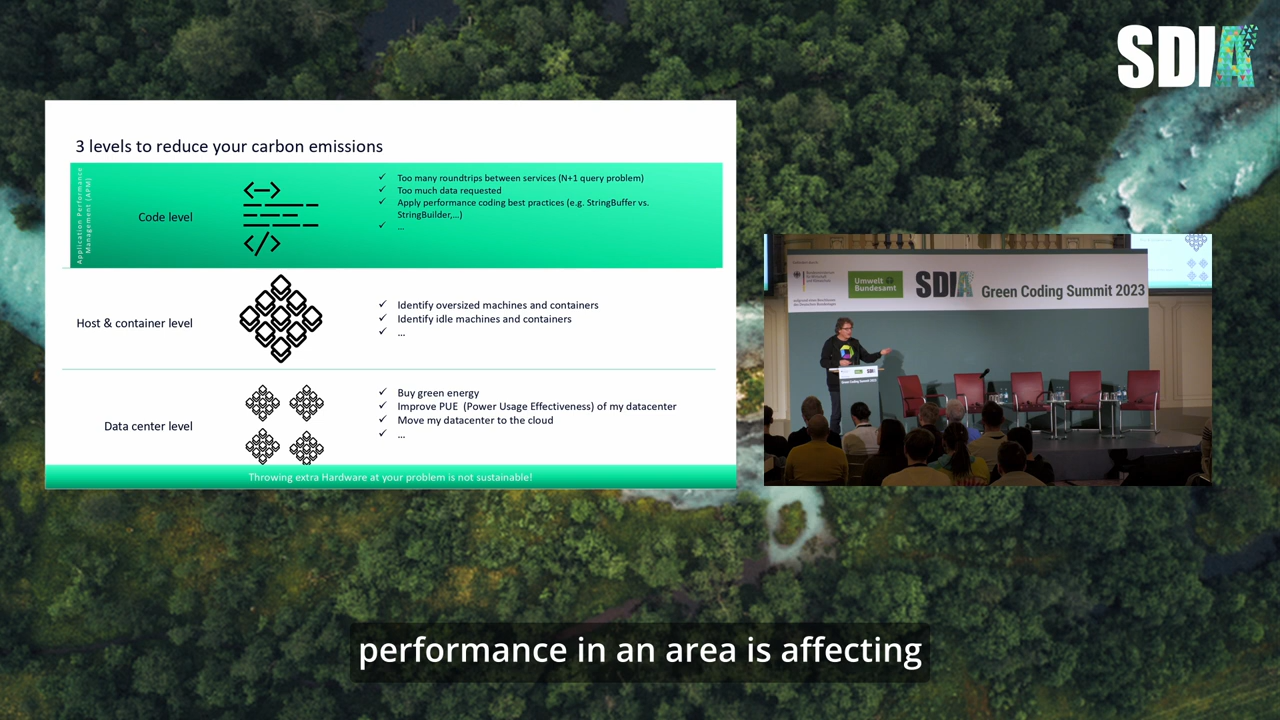 SDIA
3 levels to reduce your carbon emissions
Application Performance
Management (APM)
Code level
✓ Too many roundtrips between services (N+1 query problem)
✓ Too much data requested
✓ Apply performance coding best practices (e.g. StringBuffer vs.
StringBuilder,...)
✓ ...
Host & container level
✓ Identify oversized machines and containers
✓ Identify idle machines and containers
✓ ...
Data center level
✓ Buy green energy
✓ Improve PUE (Power Usage Effectiveness) of my datacenter
✓ Move my datacenter to the cloud
✓ ...
Throwing extra Hardware at your problem is not sustainable!
Umwelt
Bundesamt
SDIA
Green Coding Summit 2023
Green Coding Summit 2023
performance in an area is affecting